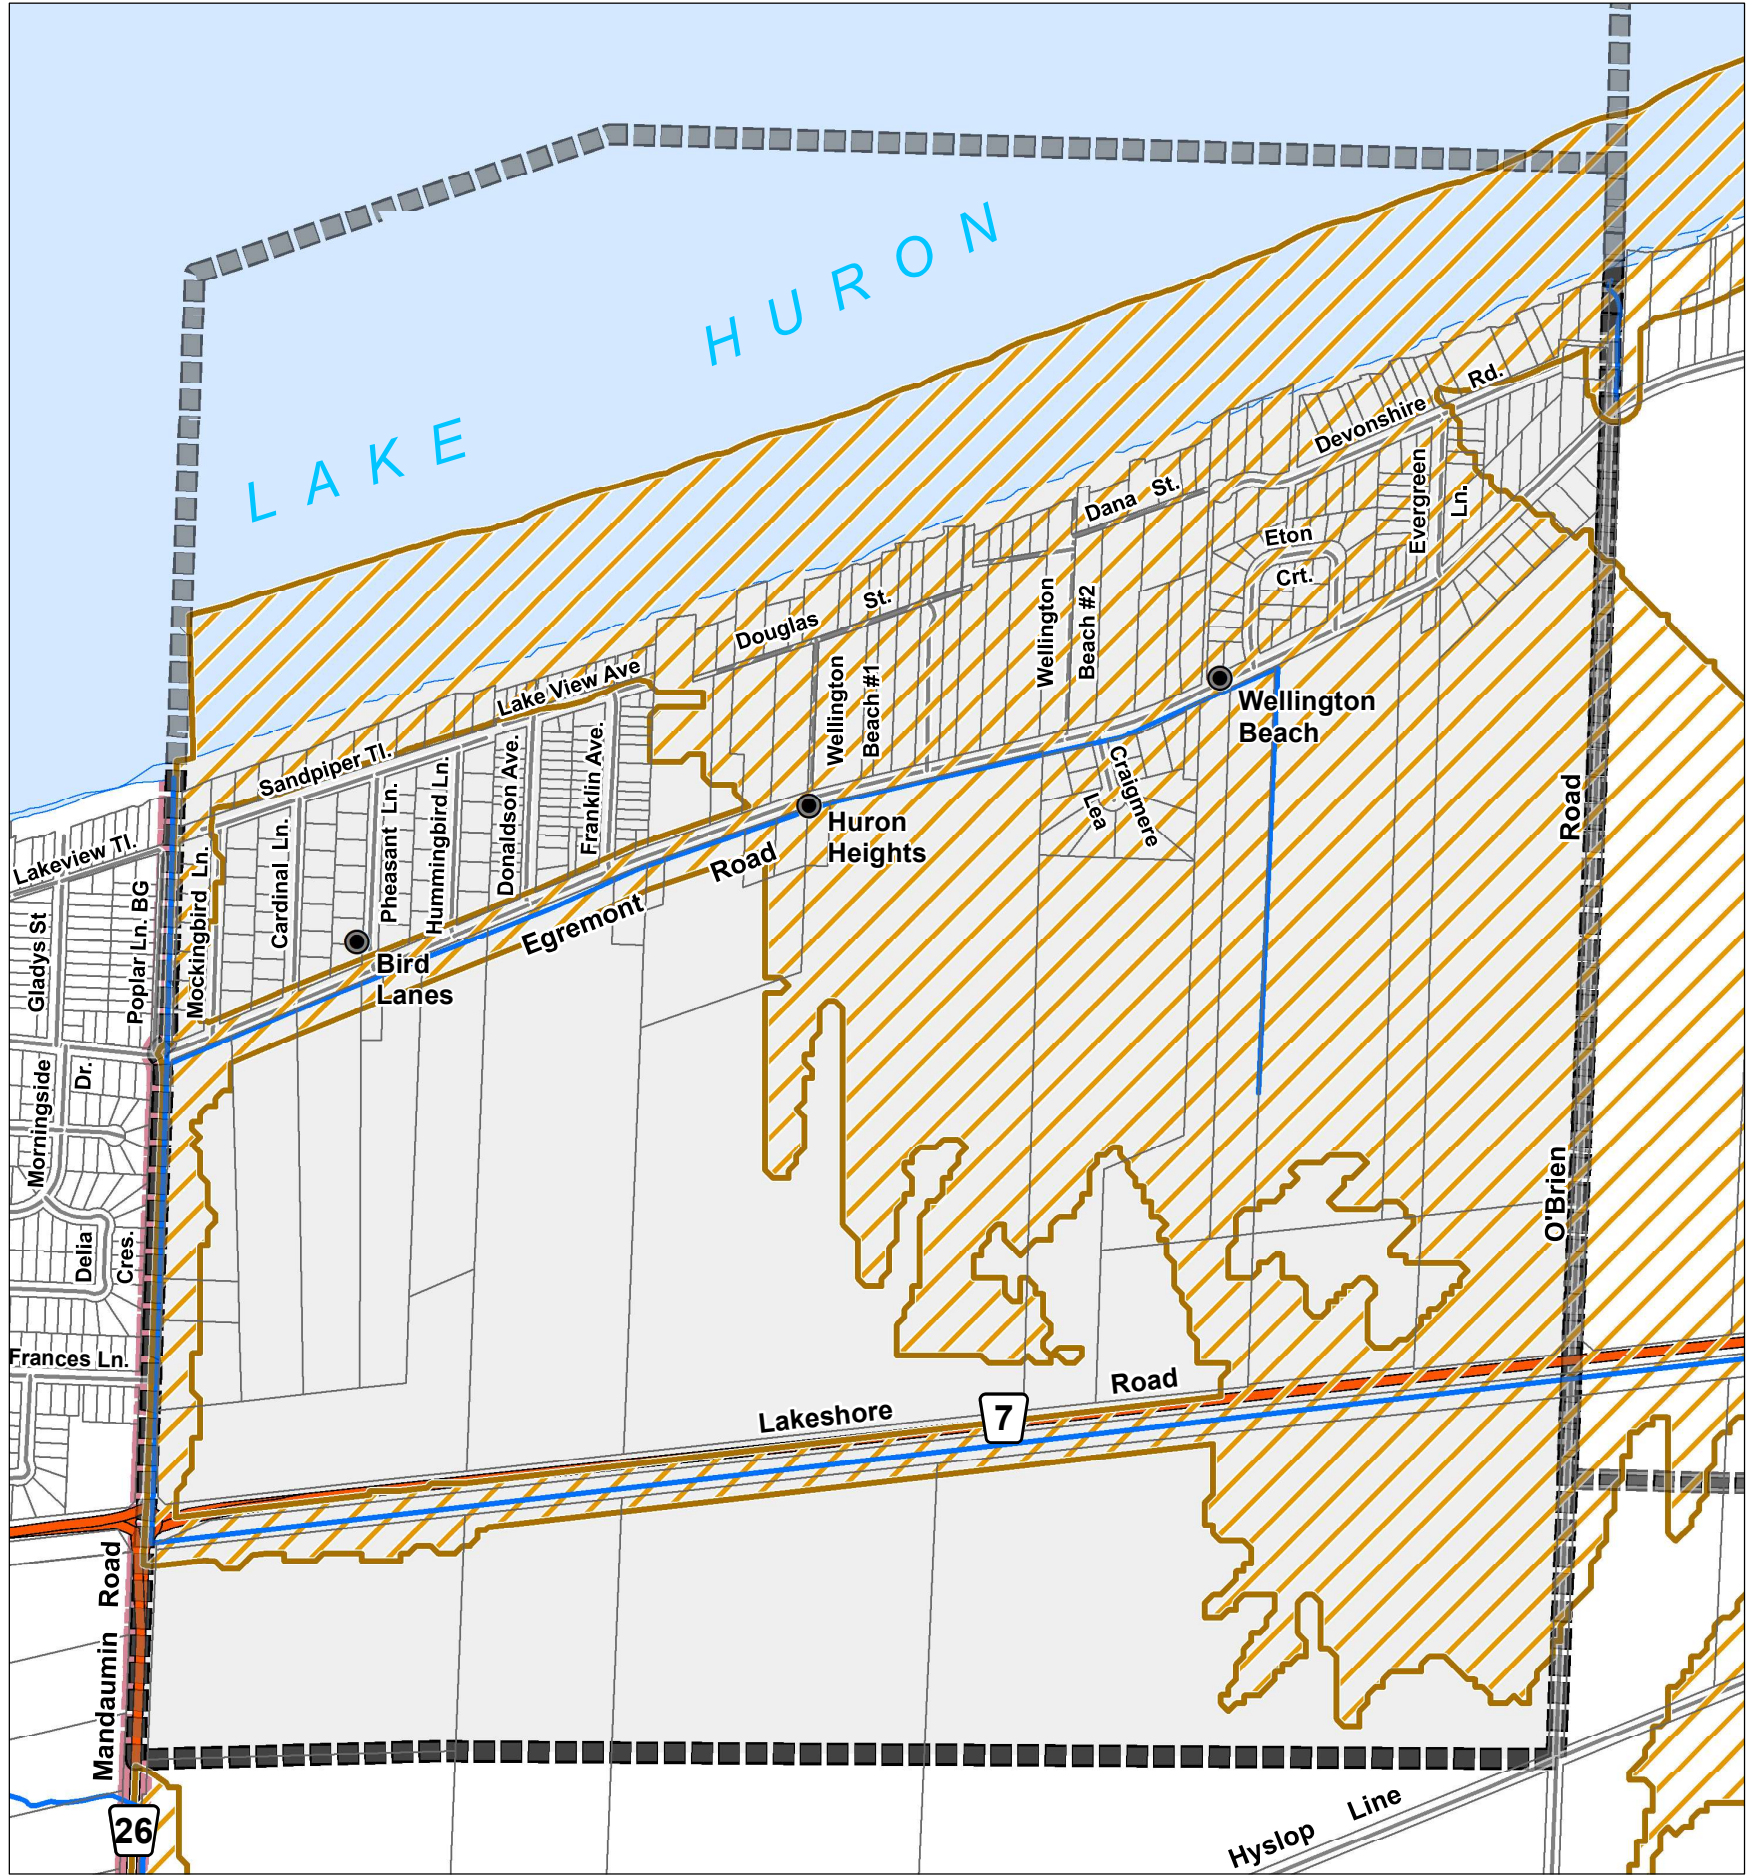 LAKE HURON
Devonshire Rd.
Dana St.
Evergreen Ln.
Eton
Crt.
Wellington
Beach #2
Douglas St.
Wellington
Beach #1
Lake View Ave
Sandpiper Tl.
Wellington
Beach
Craigmere
Lea
Huron
Heights
Franklin Ave.
Donaldson Ave.
Hummingbird Ln.
Pheasant Ln.
Cardinal Ln.
Mockingbird Ln.
Poplar Ln. BG
Lakeview Tl.
Gladys St
Egremont Road
Bird
Lanes
Morningside Dr.
Delia Cres.
Frances Ln.
O'Brien Road
Lakeshore Road
7
Mandaumin Road
26
Hyslop Line